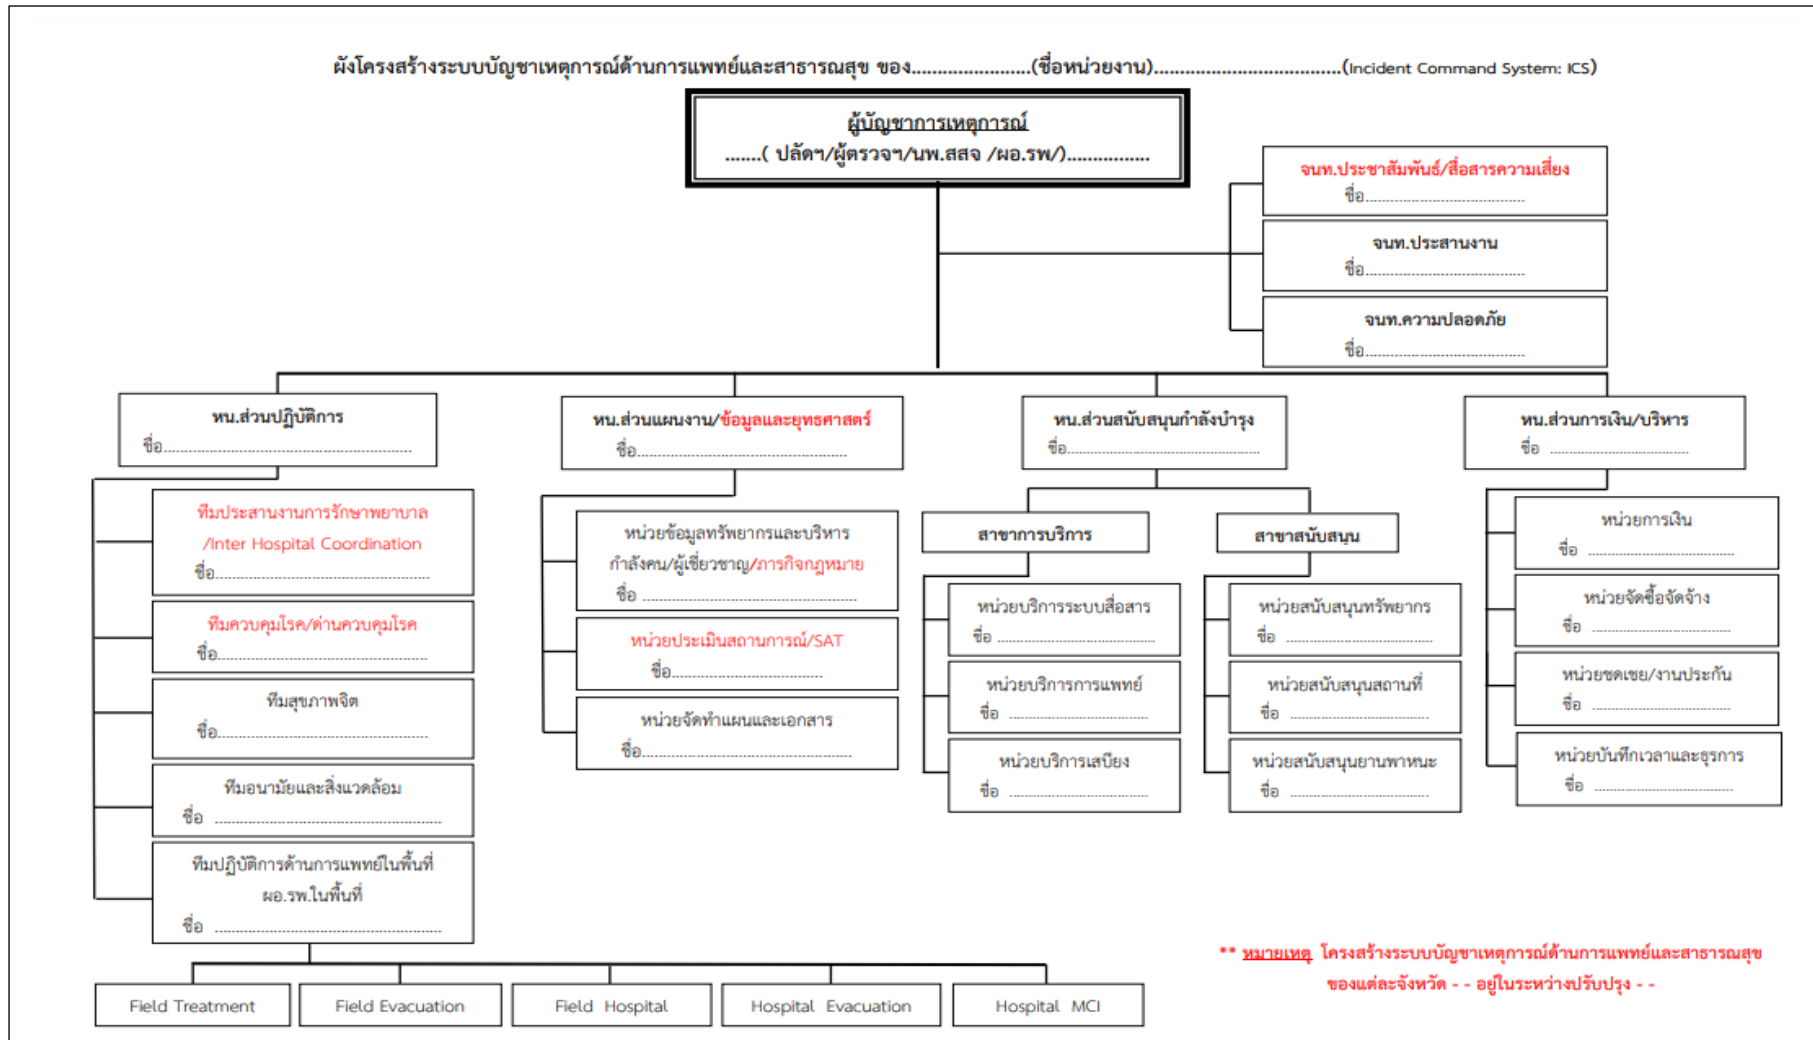 ผังโครงสร้างระบบบัญชาเหตุการณ์ด้านการแพทย์และสาธารณสุข ของ.......................(ชื่อหน่วยงาน)....................................(Incident Command System: ICS)
ผู้บัญชาการเหตุการณ์
.......( ปลัดฯ/ผู้ตรวจฯ/นพ.สสจ /ผอ.รพ/)................
จนท.ประชาสัมพันธ์/สื่อสารความเสี่ยง
ชื่อ........................................
จนท.ประสานงาน
ชื่อ........................................
จนท.ความปลอดภัย
ชื่อ........................................
หน.ส่วนปฏิบัติการ
ชื่อ..............................................................
หน.ส่วนแผนงาน/ข้อมูลและยุทธศาสตร์
ชื่อ.....................................................
หน.ส่วนสนับสนุนกำลังบำรุง
ชื่อ................................................
หน.ส่วนการเงิน/บริหาร
ชื่อ ...................................
ทีมประสานงานการรักษาพยาบาล
/Inter Hospital Coordination
ชื่อ.....................................................
ทีมควบคุมโรค/ด่านควบคุมโรค
ชื่อ.....................................................
ทีมสุขภาพจิต
ชื่อ.....................................................
ทีมอนามัยและสิ่งแวดล้อม
ชื่อ .........................................................
ทีมปฏิบัติการด้านการแพทย์ในพื้นที่
ผอ.รพ.ในพื้นที่
ชื่อ .........................................................
หน่วยข้อมูลทรัพยากรและบริหาร
กำลังคน/ผู้เชี่ยวชาญ/ภารกิจกฎหมาย
ชื่อ ......................................................
หน่วยประเมินสถานการณ์/SAT
ชื่อ......................................
หน่วยจัดทำแผนและเอกสาร
ชื่อ.....................................................
สาขาการบริการ
หน่วยบริการระบบสื่อสาร
ชื่อ ........................................
หน่วยบริการการแพทย์
ชื่อ ...................................
หน่วยบริการเสบียง
ชื่อ ...................................
สาขาสนับสนุน
หน่วยสนับสนุนทรัพยากร
ชื่อ .....................................
หน่วยสนับสนุนสถานที่
ชื่อ ...................................
หน่วยสนับสนุนยานพาหนะ
ชื่อ ...................................
หน่วยการเงิน
ชื่อ .....................................
หน่วยจัดซื้อจัดจ้าง
ชื่อ ...................................
หน่วยชดเชย/งานประกัน
ชื่อ ...................................
หน่วยบันทึกเวลาและธุรการ
ชื่อ ...................................
Field Treatment
Field Evacuation
Field Hospital
Hospital Evacuation
Hospital MCI
** หมายเหตุ โครงสร้างระบบบัญชาเหตุการณ์ด้านการแพทย์และสาธารณสุข
ของแต่ละจังหวัด - - อยู่ในระหว่างปรับปรุง - -